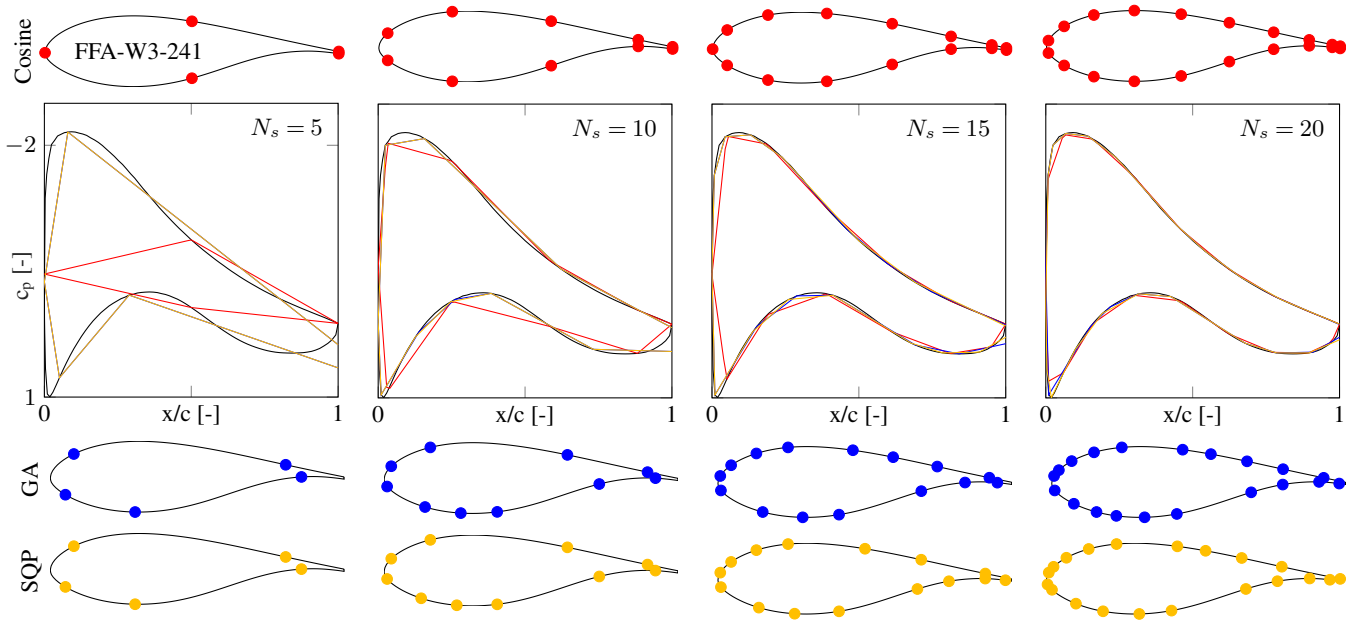 Cosine
FFA-W3-241
N_s = 5
N_s = 10
N_s = 15
N_s = 20
−2
c_p [-]
1
0 x/c [-] 1
0 x/c [-] 1
0 x/c [-] 1
0 x/c [-] 1
GA
SQP